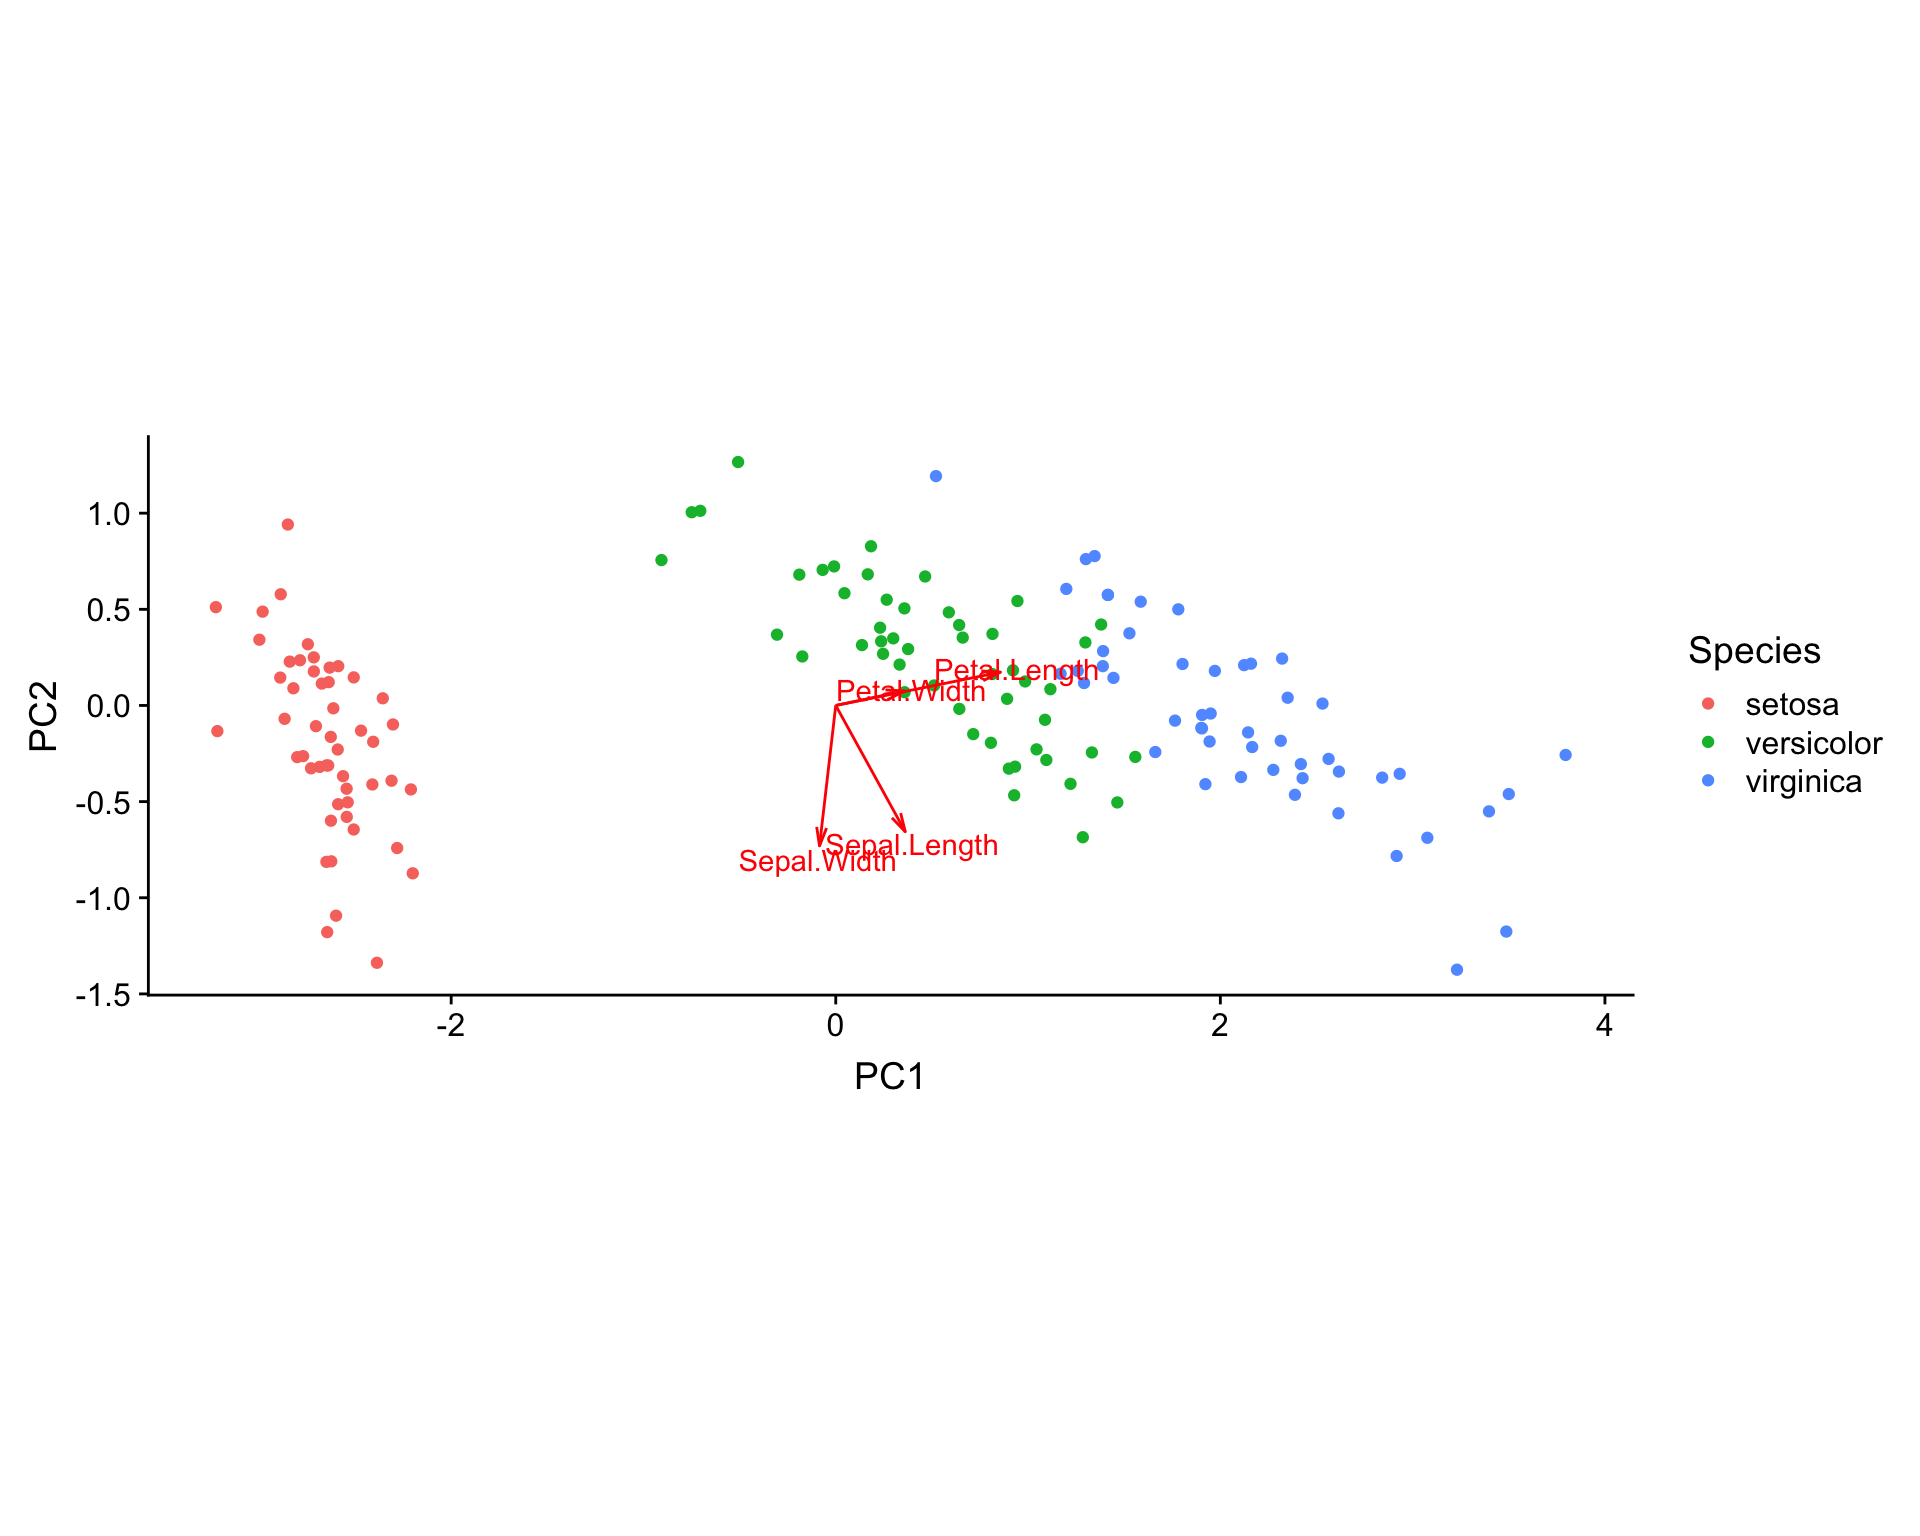 PC2
1.0
0.5
0.0
-0.5
-1.0
-1.5
-2
0
2
4
PC1
Petal.Length
Petal.Width
Sepal.Length
Sepal.Width
Species
setosa
versicolor
virginica